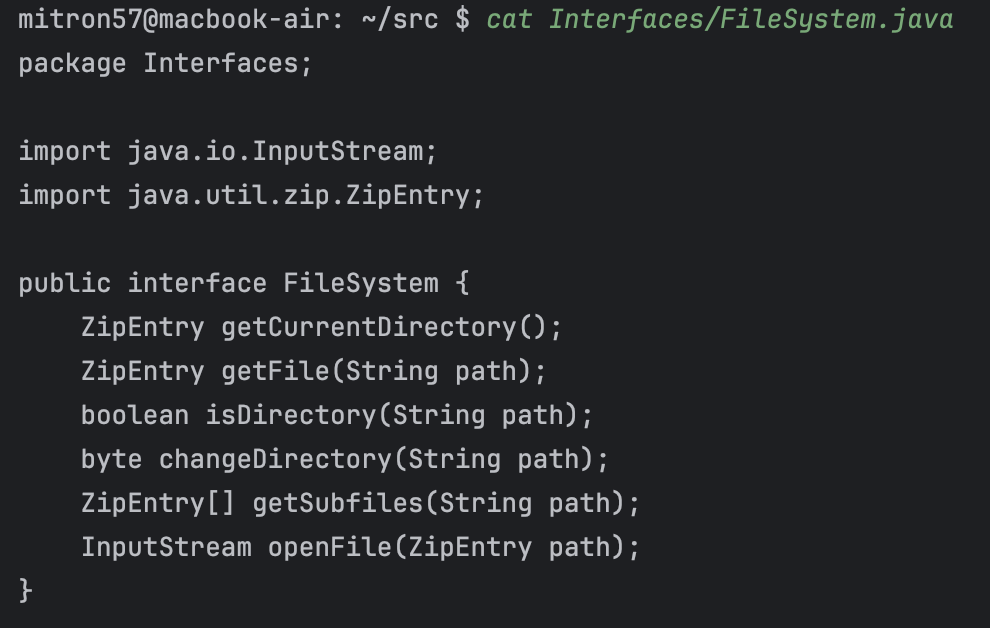 mitron57@macbook-air: ~/src $ cat Interfaces/FileSystem.java
package Interfaces;
import java.io.InputStream;
import java.util.zip.ZipEntry;
public interface FileSystem {
    ZipEntry getCurrentDirectory();
    ZipEntry getFile(String path);
    boolean isDirectory(String path);
    byte changeDirectory(String path);
    ZipEntry[] getSubfiles(String path);
    InputStream openFile(ZipEntry path);
}